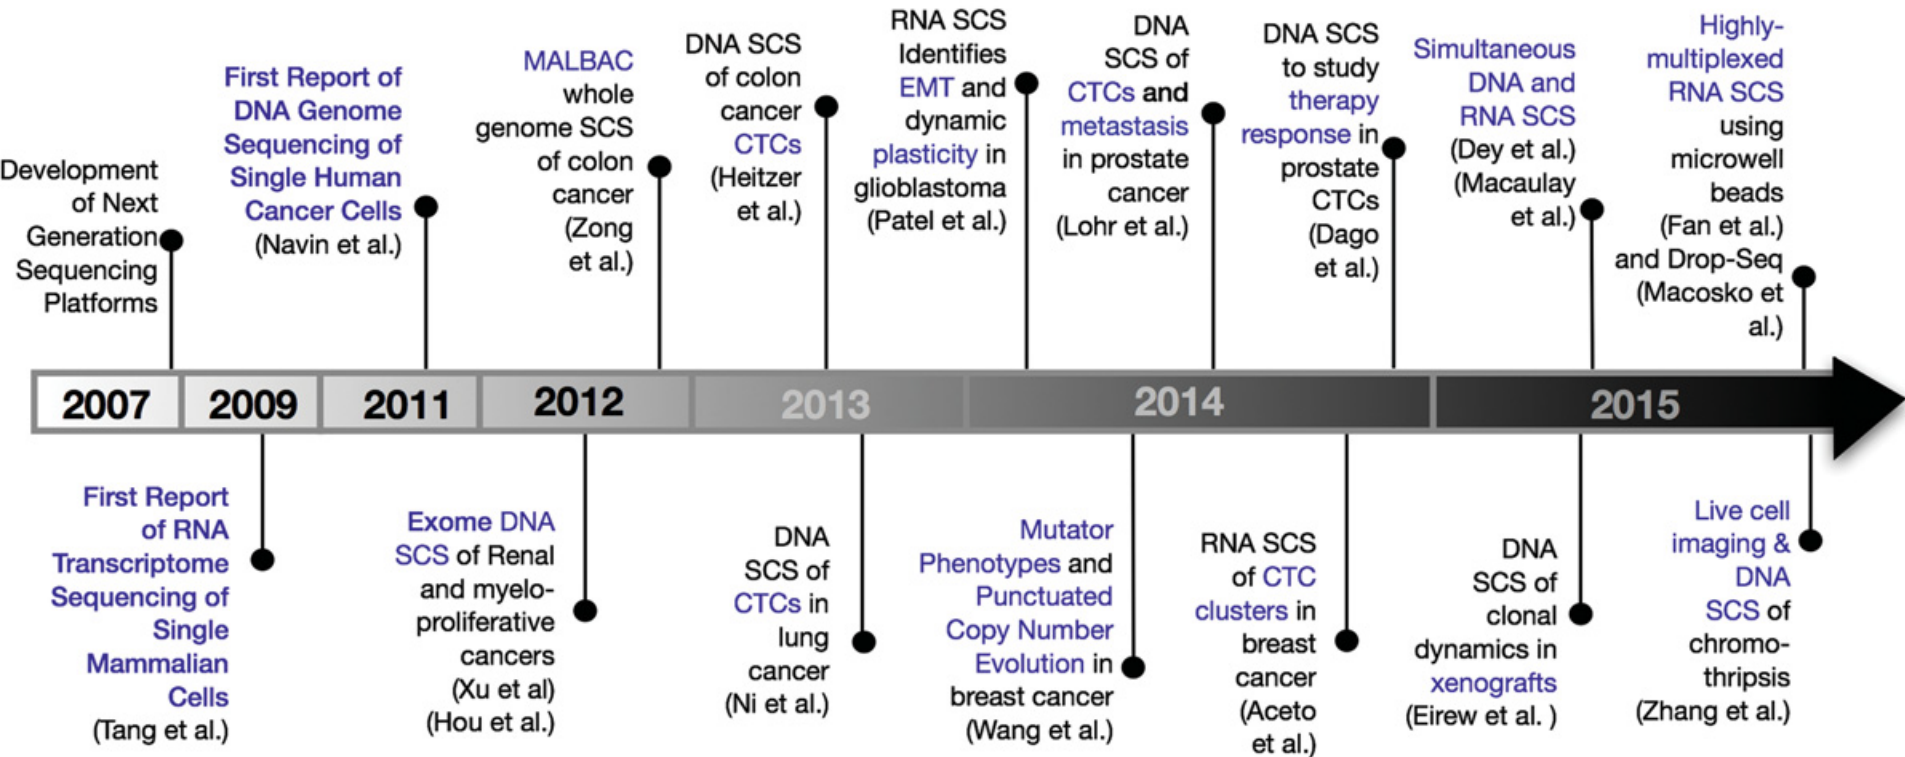 Development
of Next
Generation
Sequencing
Platforms
First Report of
DNA Genome
Sequencing of
Single Human
Cancer Cells
(Navin et al.)
MALBAC
whole
genome SCS
of colon
cancer
(Zong
et al.)
DNA SCS
of colon
cancer
CTCs
(Heitzer
et al.)
RNA SCS
Identifies
EMT and
dynamic
plasticity in
glioblastoma
(Patel et al.)
DNA
SCS of
CTCs and
metastasis
in prostate
cancer
(Lohr et al.)
DNA SCS
to study
therapy
response in
prostate
CTCs
(Dago
et al.)
Simultaneous
DNA and
RNA SCS
(Dey et al.)
(Macaulay
et al.)
Highly-
multiplexed
RNA SCS
using
microwell
beads
(Fan et al.)
and Drop-Seq
(Macosko et
al.)
2007 2009 2011 2012 2013 2014 2015
First Report
of RNA
Transcriptome
Sequencing of
Single
Mammalian
Cells
(Tang et al.)
Exome DNA
SCS of Renal
and myelo-
proliferative
cancers
(Xu et al)
(Hou et al.)
DNA
SCS of
CTCs in
lung
cancer
(Ni et al.)
Mutator
Phenotypes and
Punctuated
Copy Number
Evolution in
breast cancer
(Wang et al.)
RNA SCS
of CTC
clusters in
breast
cancer
(Aceto
et al.)
DNA
SCS of
clonal
dynamics in
xenografts
(Eirew et al. )
Live cell
imaging &
DNA
SCS of
chromo-
thripsis
(Zhang et al.)